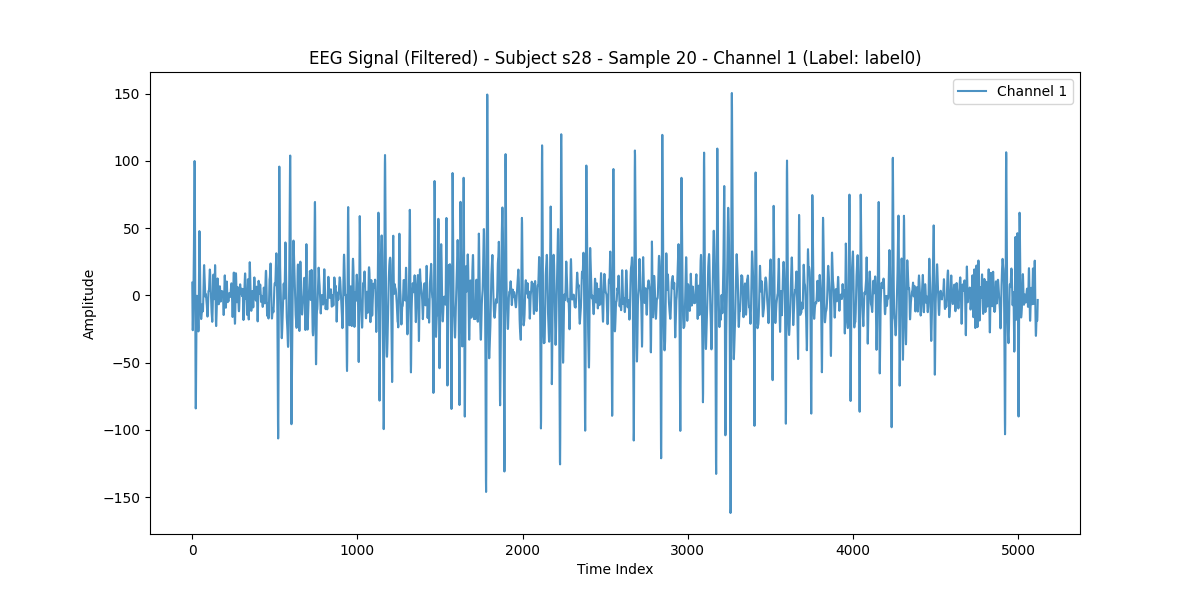 EEG Signal (Filtered) - Subject s28 - Sample 20 - Channel 1 (Label: label0)
Channel 1
150
100
50
0
−50
−100
−150
Amplitude
0 1000 2000 3000 4000 5000
Time Index